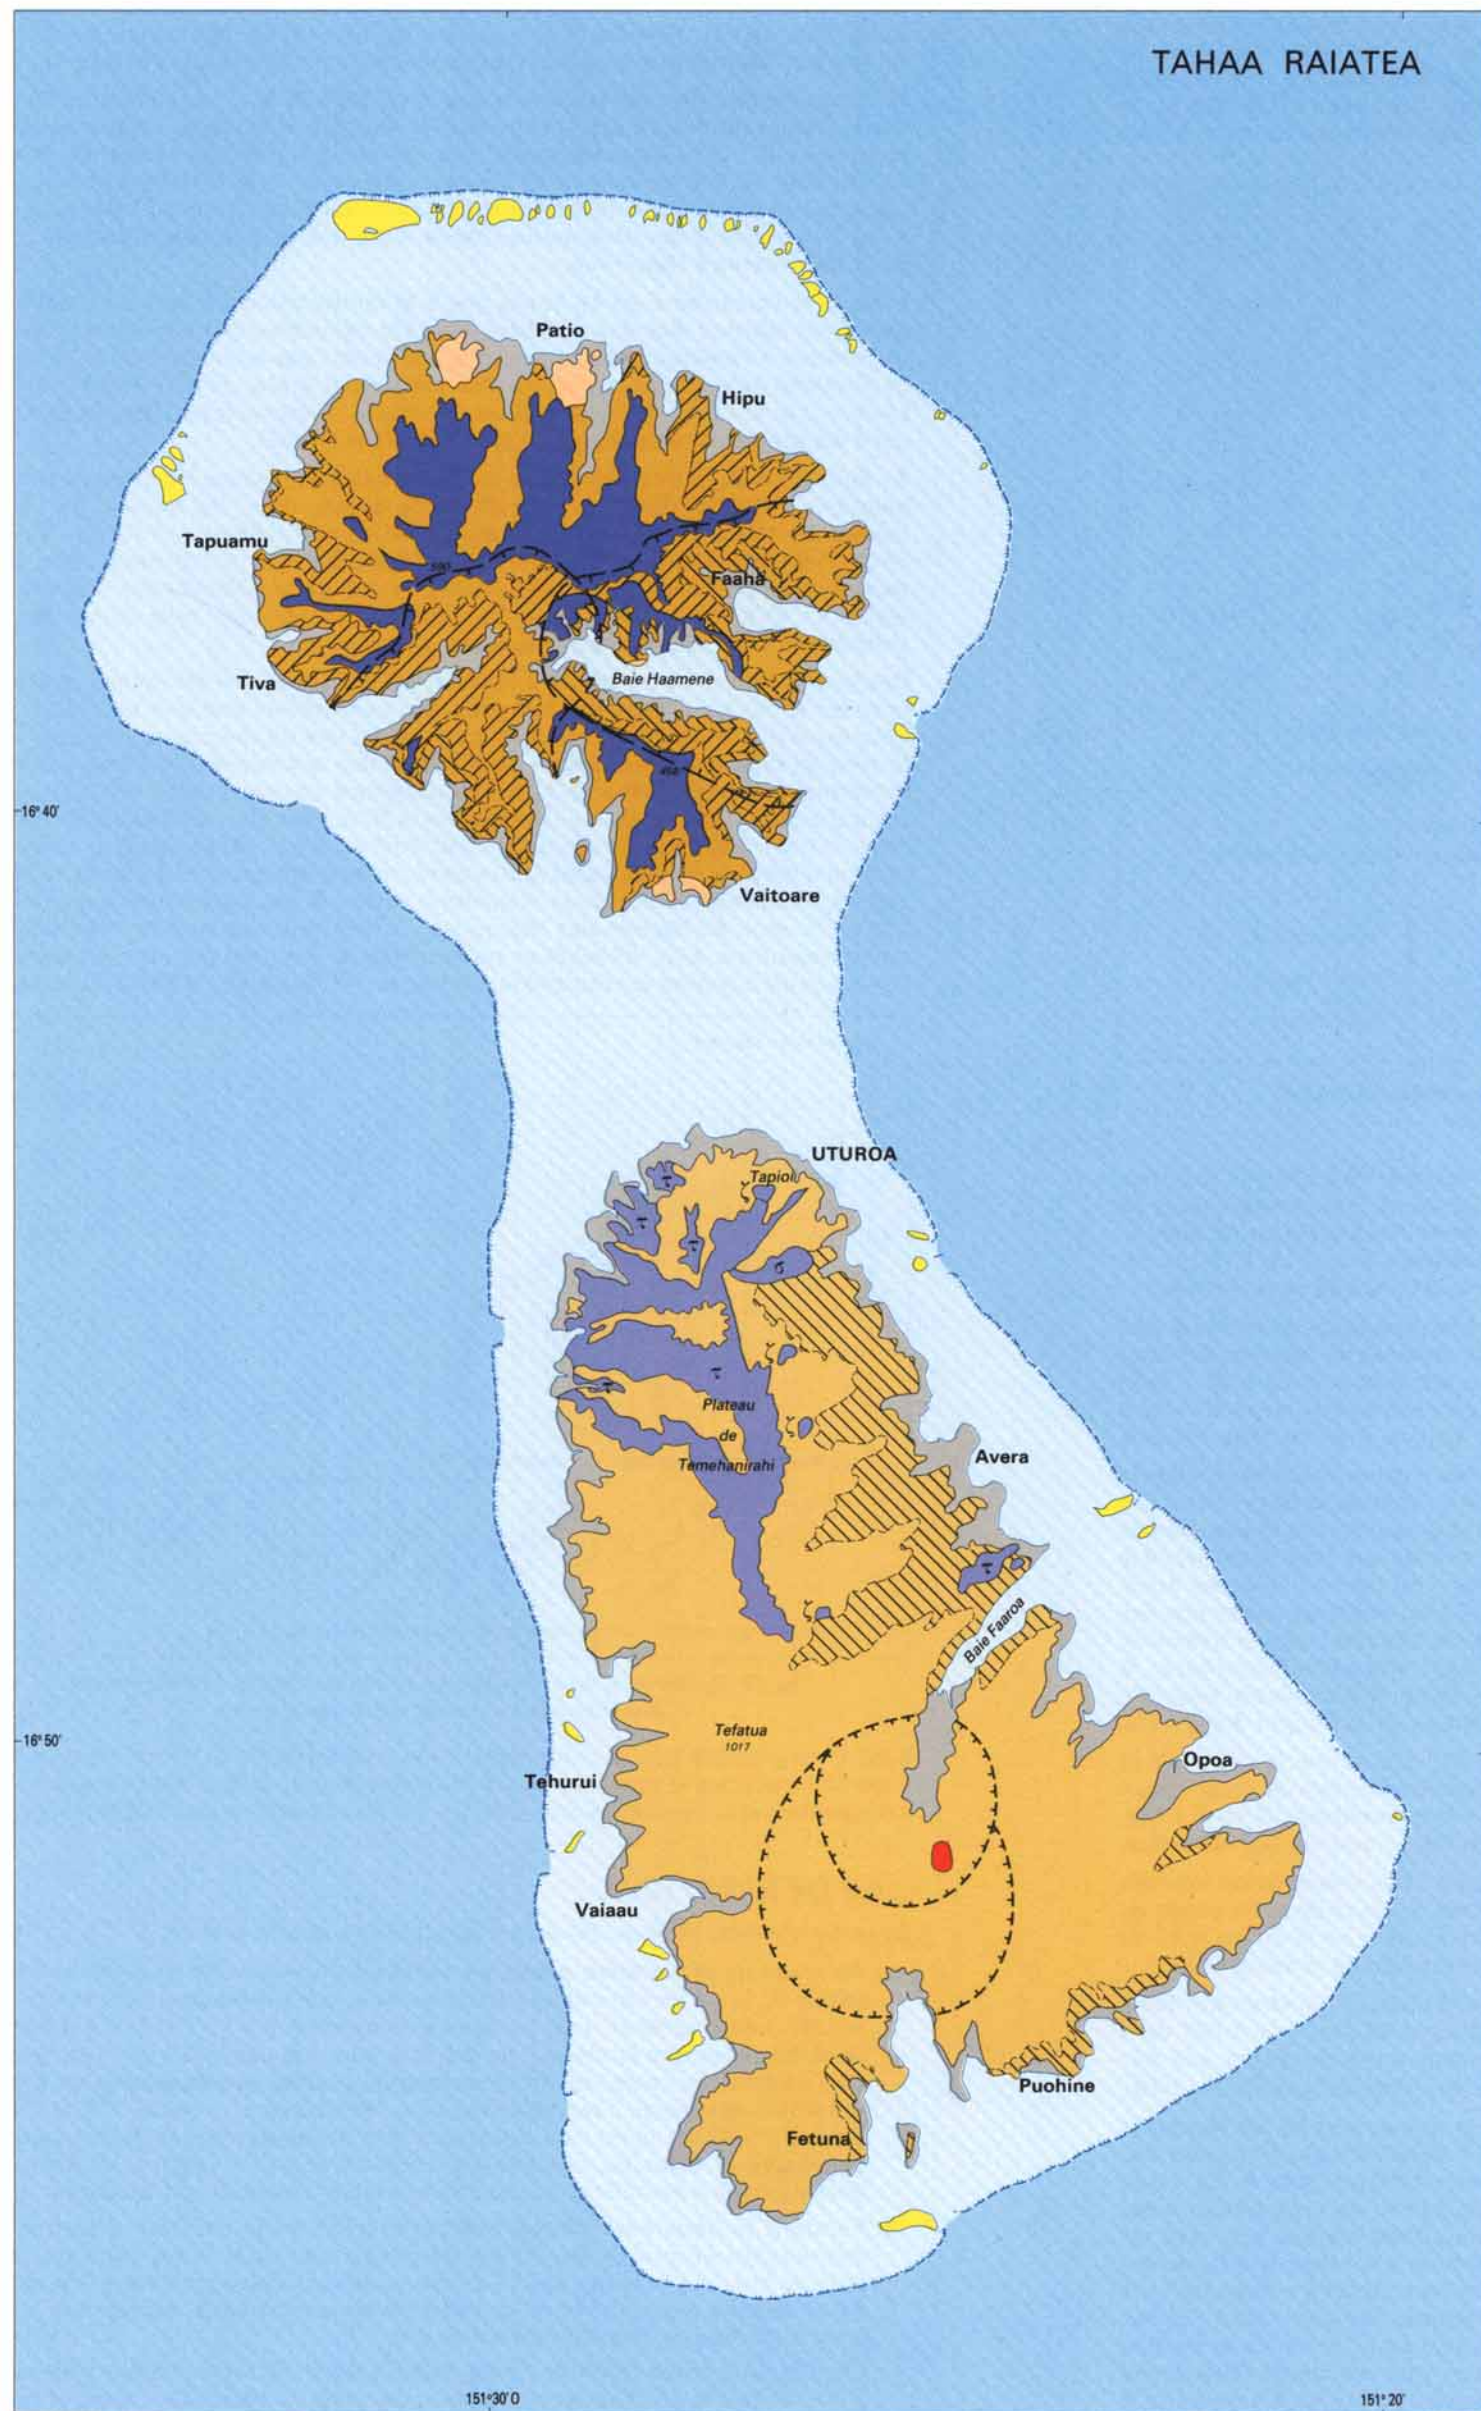 TAHAA RAIATEA
Patio
Hipu
Tapuamu
590
Faaha
Tiva
Baie Haamene
16° 40'
Vaitoare
UTUROA
Tapioi
Plateau
de
Temehanirahi
Avera
Baie Faaroa
Tefatua
1017
16° 50'
Opoa
Tehurui
Vaiaau
Puohine
Fetuna
151°30' O
151° 20'